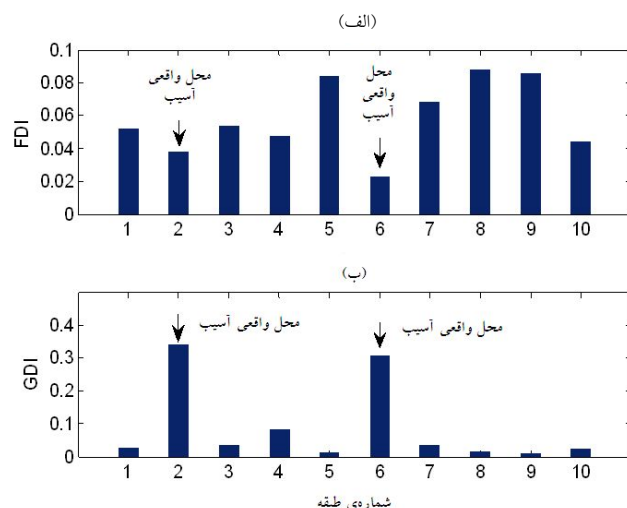 (الف)
0.1
0.08
0.06
0.04
0.02
0
FDI
محل واقعی
آسیب
محل
واقعی
آسیب
1 2 3 4 5 6 7 8 9 10
(ب)
0.4
0.3
0.2
0.1
0
GDI
محل واقعی آسیب
محل واقعی آسیب
1 2 3 4 5 6 7 8 9 10
شماره‌ی طبقه